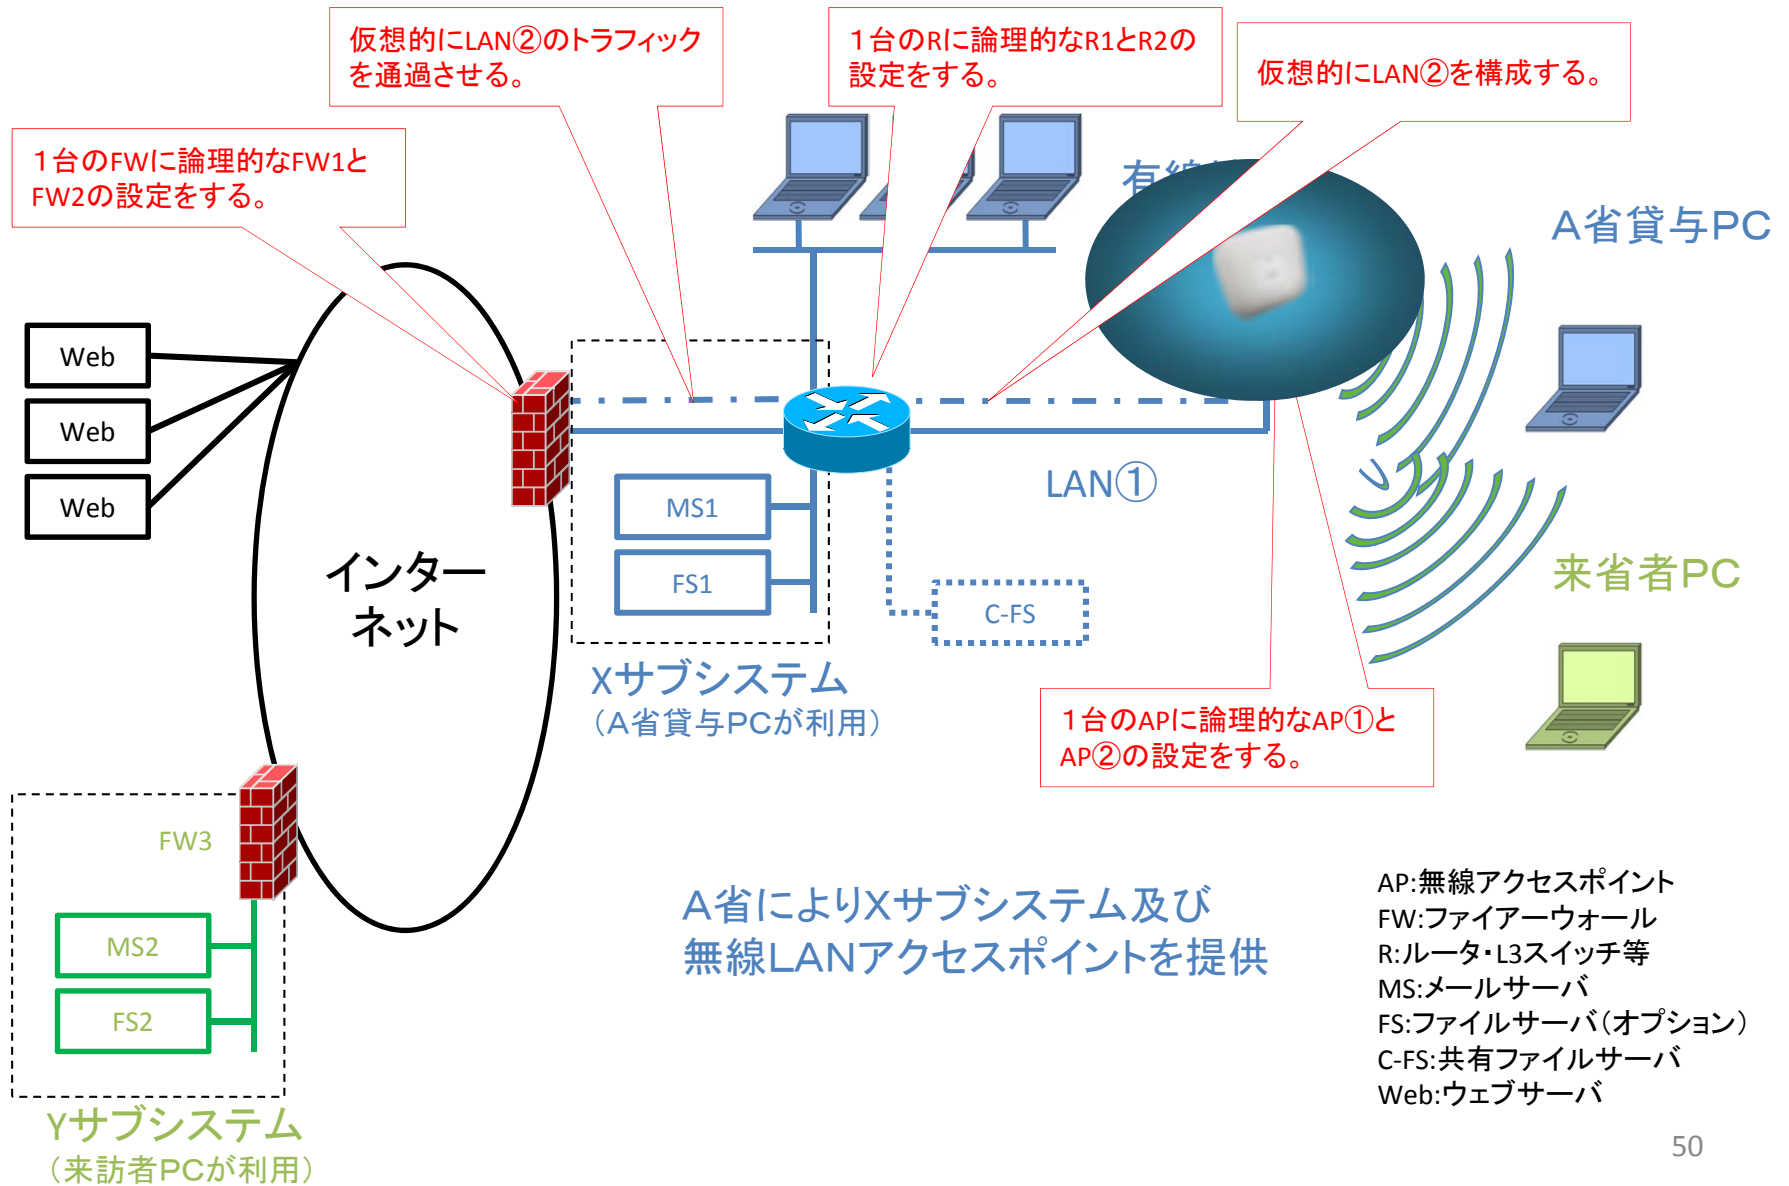 仮想的にLAN②のトラフィック
を通過させる。
１台のRに論理的なR1とR2の
設定をする。
仮想的にLAN②を構成する。
１台のFWに論理的なFW1と
FW2の設定をする。
有線
A省貸与PC
Web
Web
Web
インター
ネット
MS1
FS1
LAN①
C-FS
来省者PC
Xサブシステム
（A省貸与PCが利用）
１台のAPに論理的なAP①と
AP②の設定をする。
FW3
MS2
FS2
A省によりXサブシステム及び
無線LANアクセスポイントを提供
AP:無線アクセスポイント
FW:ファイアーウォール
R:ルータ・L3スイッチ等
MS:メールサーバ
FS:ファイルサーバ（オプション）
C-FS:共有ファイルサーバ
Web:ウェブサーバ
Yサブシステム
（来訪者PCが利用）
50